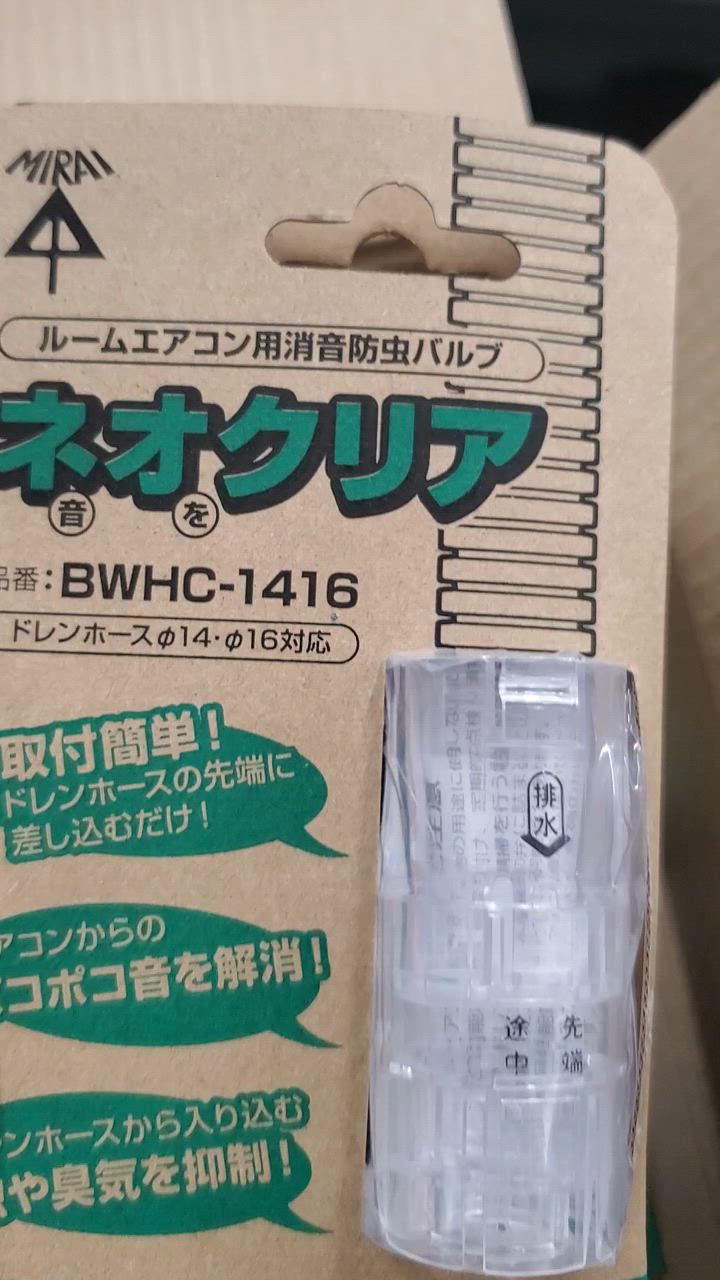 MIRAI
ルームエアコン用消音防虫バルブ
ネオクリア
音 を
品番：BWHC-1416
ドレンホースφ14・φ16対応
取付簡単！
ドレンホースの先端に
差し込むだけ！
排水
アコンからの
コポコ音を解消！
途中 先端
ンホースから入り込む
や臭気を抑制！